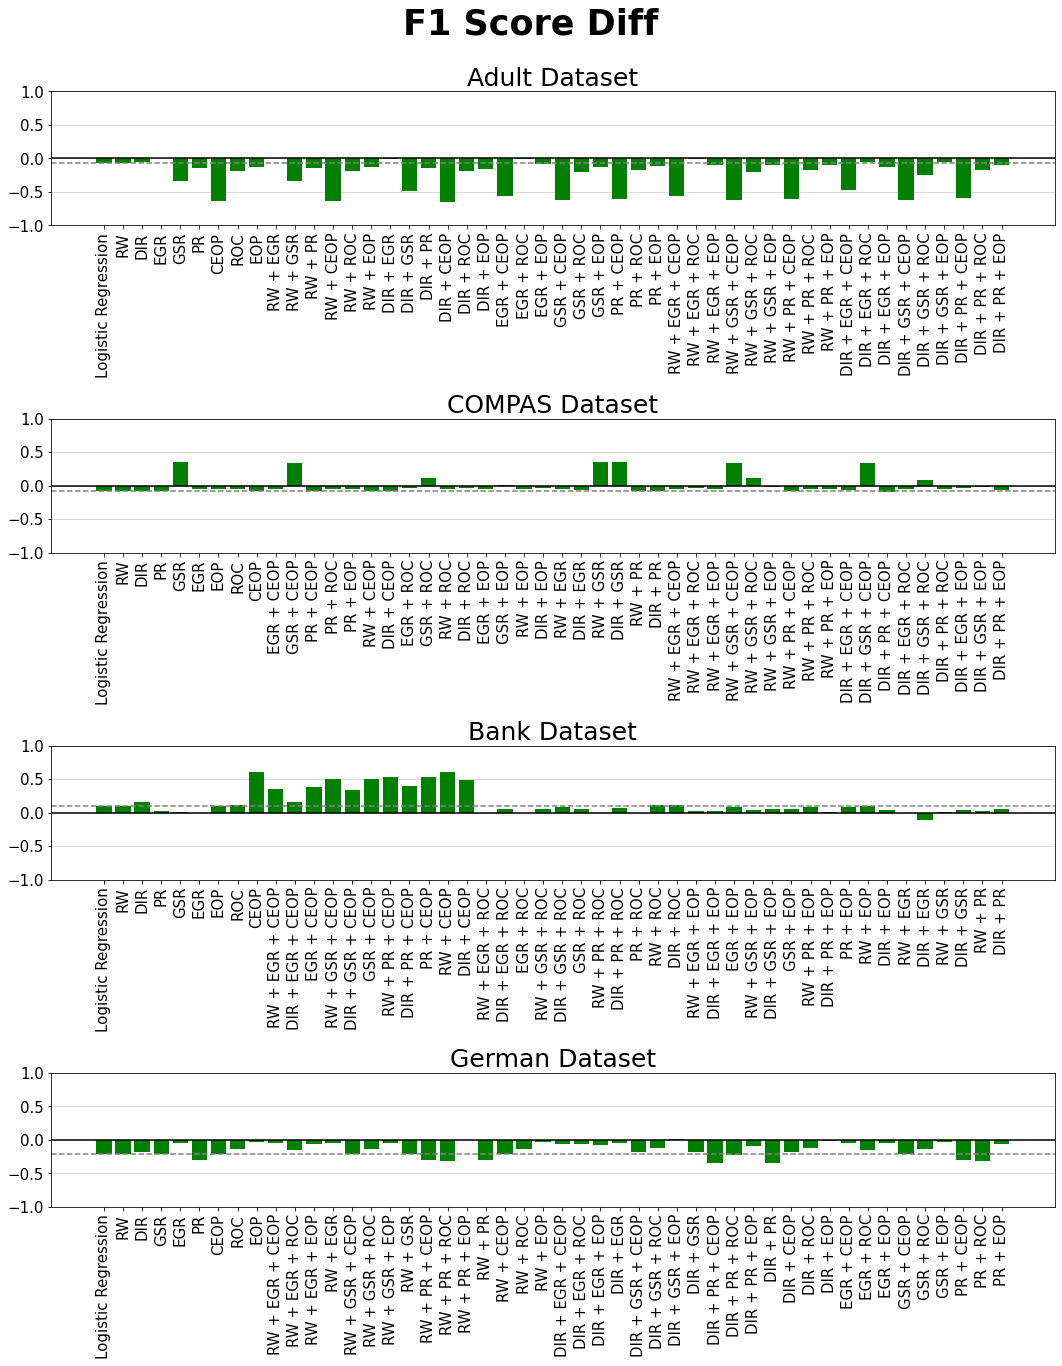 F1 Score Diff
Adult Dataset
1.0
0.5
0.0
−0.5
−1.0
Logistic Regression
RW
DIR
EGR
GSR
PR
CEOP
ROC
EOP
RW + EGR
RW + GSR
RW + PR
RW + CEOP
RW + ROC
RW + EOP
DIR + EGR
DIR + GSR
DIR + PR
DIR + CEOP
DIR + ROC
DIR + EOP
EGR + CEOP
EGR + ROC
EGR + EOP
GSR + CEOP
GSR + ROC
GSR + EOP
PR + CEOP
PR + ROC
PR + EOP
RW + EGR + CEOP
RW + EGR + ROC
RW + EGR + EOP
RW + GSR + CEOP
RW + GSR + ROC
RW + GSR + EOP
RW + PR + CEOP
RW + PR + ROC
RW + PR + EOP
DIR + EGR + CEOP
DIR + EGR + ROC
DIR + EGR + EOP
DIR + GSR + CEOP
DIR + GSR + ROC
DIR + GSR + EOP
DIR + PR + CEOP
DIR + PR + ROC
DIR + PR + EOP
COMPAS Dataset
1.0
0.5
0.0
−0.5
−1.0
Logistic Regression
RW
DIR
PR
GSR
EGR
EOP
ROC
CEOP
EGR + CEOP
GSR + CEOP
PR + CEOP
PR + ROC
PR + EOP
RW + CEOP
DIR + CEOP
EGR + ROC
GSR + ROC
RW + ROC
DIR + ROC
EGR + EOP
GSR + EOP
RW + EOP
DIR + EOP
RW + EGR
DIR + EGR
RW + GSR
DIR + GSR
RW + PR
DIR + PR
RW + EGR + CEOP
RW + EGR + ROC
RW + EGR + EOP
RW + GSR + CEOP
RW + GSR + ROC
RW + GSR + EOP
RW + PR + CEOP
RW + PR + ROC
RW + PR + EOP
DIR + EGR + CEOP
DIR + GSR + CEOP
DIR + PR + CEOP
DIR + EGR + ROC
DIR + GSR + ROC
DIR + PR + ROC
DIR + EGR + EOP
DIR + GSR + EOP
DIR + PR + EOP
Bank Dataset
1.0
0.5
0.0
−0.5
−1.0
Logistic Regression
RW
DIR
PR
GSR
EGR
EOP
ROC
CEOP
RW + EGR + CEOP
DIR + EGR + CEOP
EGR + CEOP
RW + GSR + CEOP
DIR + GSR + CEOP
GSR + CEOP
RW + PR + CEOP
DIR + PR + CEOP
PR + CEOP
RW + CEOP
DIR + CEOP
RW + EGR + ROC
DIR + EGR + ROC
EGR + ROC
RW + GSR + ROC
DIR + GSR + ROC
GSR + ROC
RW + PR + ROC
DIR + PR + ROC
PR + ROC
RW + ROC
DIR + ROC
RW + EGR + EOP
DIR + EGR + EOP
EGR + EOP
RW + GSR + EOP
DIR + GSR + EOP
GSR + EOP
RW + PR + EOP
DIR + PR + EOP
PR + EOP
RW + EOP
DIR + EOP
RW + EGR
DIR + EGR
RW + GSR
DIR + GSR
RW + PR
DIR + PR
German Dataset
1.0
0.5
0.0
−0.5
−1.0
Logistic Regression
RW
DIR
GSR
EGR
PR
CEOP
ROC
EOP
RW + EGR + CEOP
RW + EGR + ROC
RW + EGR + EOP
RW + EGR
RW + GSR + CEOP
RW + GSR + ROC
RW + GSR + EOP
RW + GSR
RW + PR + CEOP
RW + PR + ROC
RW + PR + EOP
RW + PR
RW + CEOP
RW + ROC
RW + EOP
DIR + EGR + CEOP
DIR + EGR + ROC
DIR + EGR + EOP
DIR + EGR
DIR + GSR + CEOP
DIR + GSR + ROC
DIR + GSR + EOP
DIR + GSR
DIR + PR + CEOP
DIR + PR + ROC
DIR + PR + EOP
DIR + PR
DIR + CEOP
DIR + ROC
DIR + EOP
EGR + CEOP
EGR + ROC
EGR + EOP
GSR + CEOP
GSR + ROC
GSR + EOP
PR + CEOP
PR + ROC
PR + EOP